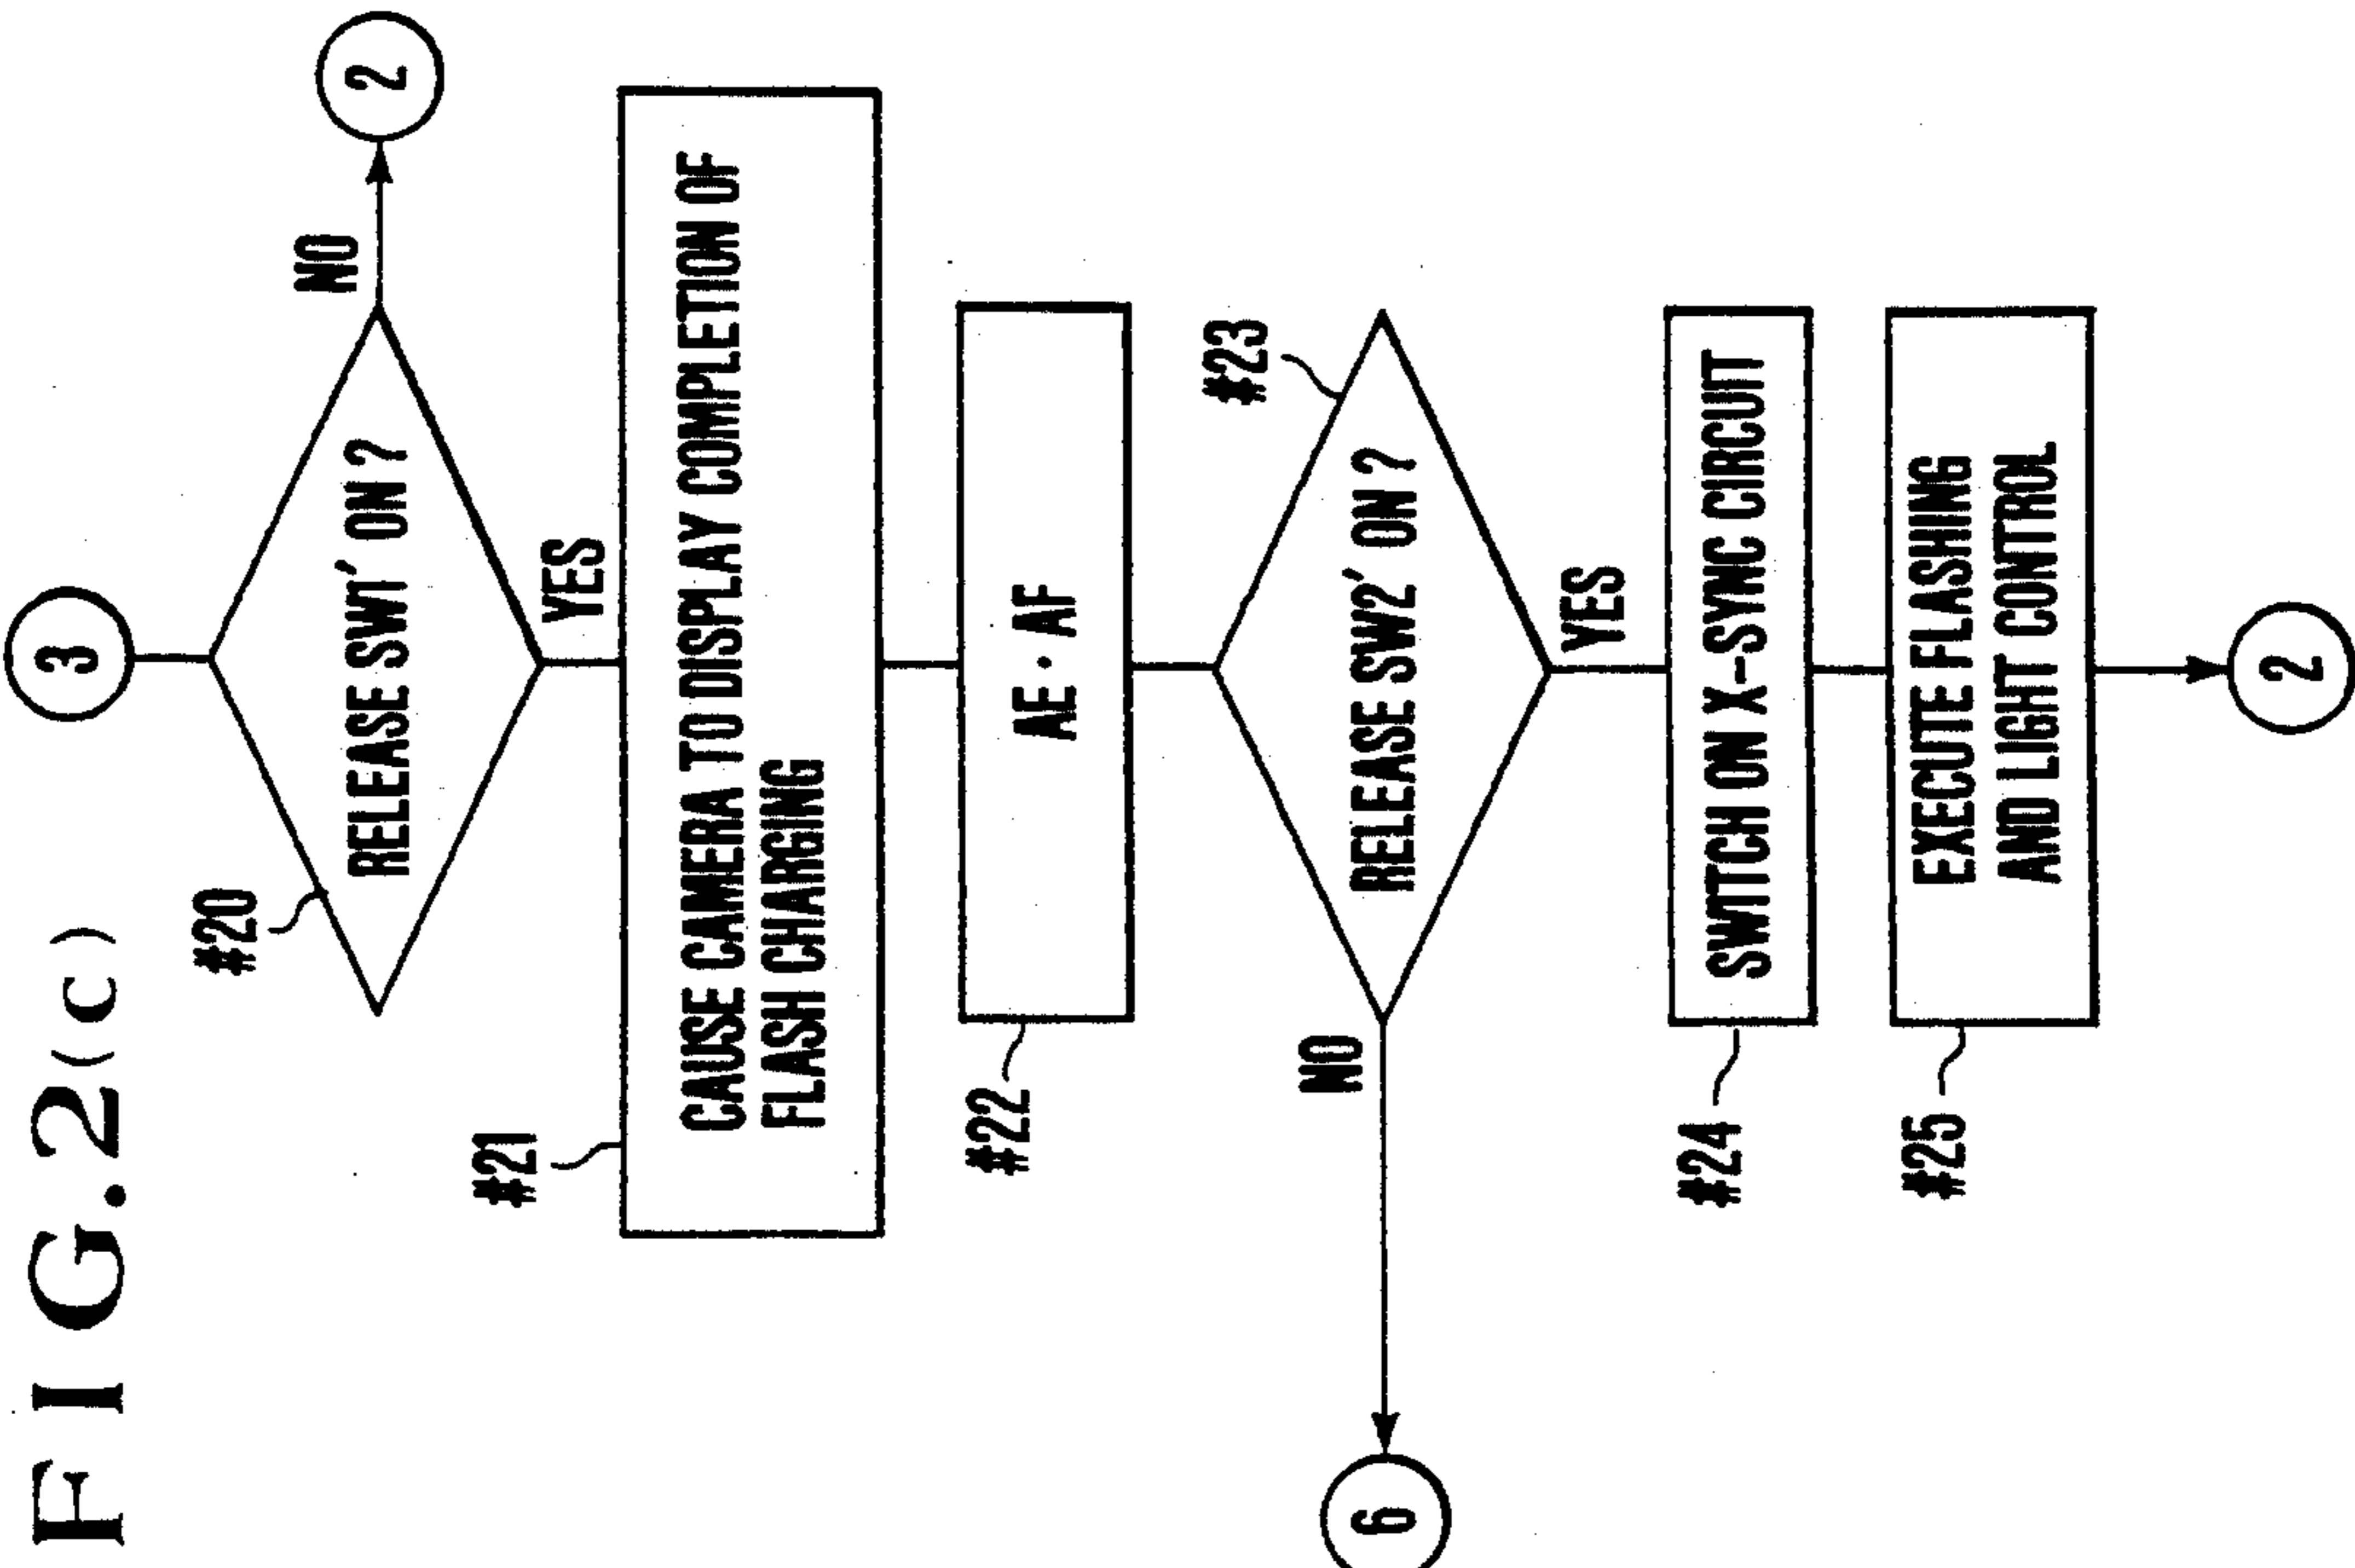 FIG.2(c)
3
#20
RELEASE SW1' ON ?
NO
2
YES
#21
CAUSE CAMERA TO DISPLAY COMPLETION OF
FLASH CHARGING
#22
AE・AF
#23
RELEASE SW2' ON ?
NO
6
YES
#24
SWITCH ON X-SYNC CIRCUIT
#25
EXECUTE FLASHING
AND LIGHT CONTROL
2